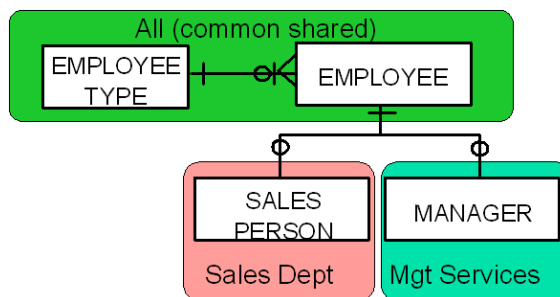 All (common shared)
EMPLOYEE
TYPE
EMPLOYEE
SALES
PERSON
MANAGER
Sales Dept
Mgt Services